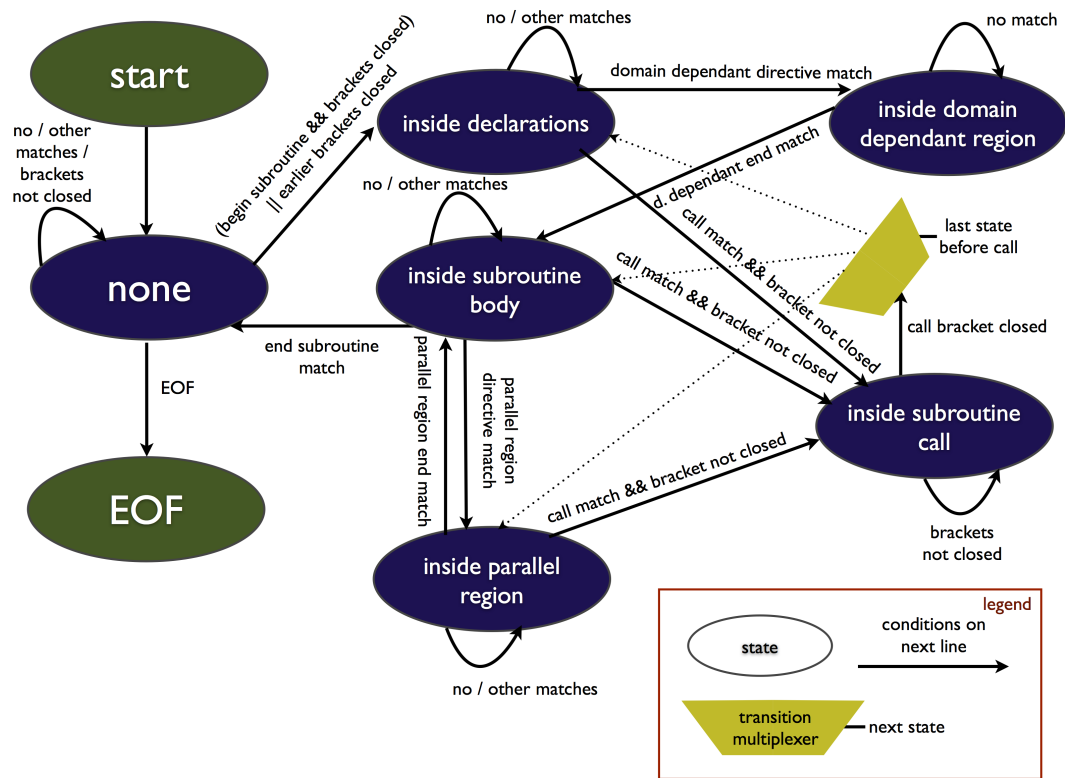 start
no / other
matches /
brackets
not closed
(begin subroutine && brackets closed)
|| earlier brackets closed
no / other matches
inside declarations
domain dependant directive match
no match
inside domain
dependant region
d. dependant end match
no / other matches
none
inside subroutine
body
call match && bracket not closed
call match && bracket not closed
last state
before call
call bracket closed
end subroutine
match
EOF
parallel region end match
parallel region
directive match
inside subroutine
call
EOF
call match && bracket not closed
brackets
not closed
inside parallel
region
no / other matches
legend
state
conditions on
next line
transition
multiplexer
next state